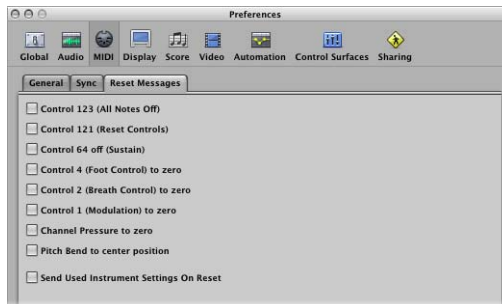 Preferences
Global Audio MIDI Display Score Video Automation Control Surfaces Sharing
General Sync Reset Messages
Control 123 (All Notes Off)
Control 121 (Reset Controls)
Control 64 off (Sustain)
Control 4 (Foot Control) to zero
Control 2 (Breath Control) to zero
Control 1 (Modulation) to zero
Channel Pressure to zero
Pitch Bend to center position
Send Used Instrument Settings On Reset